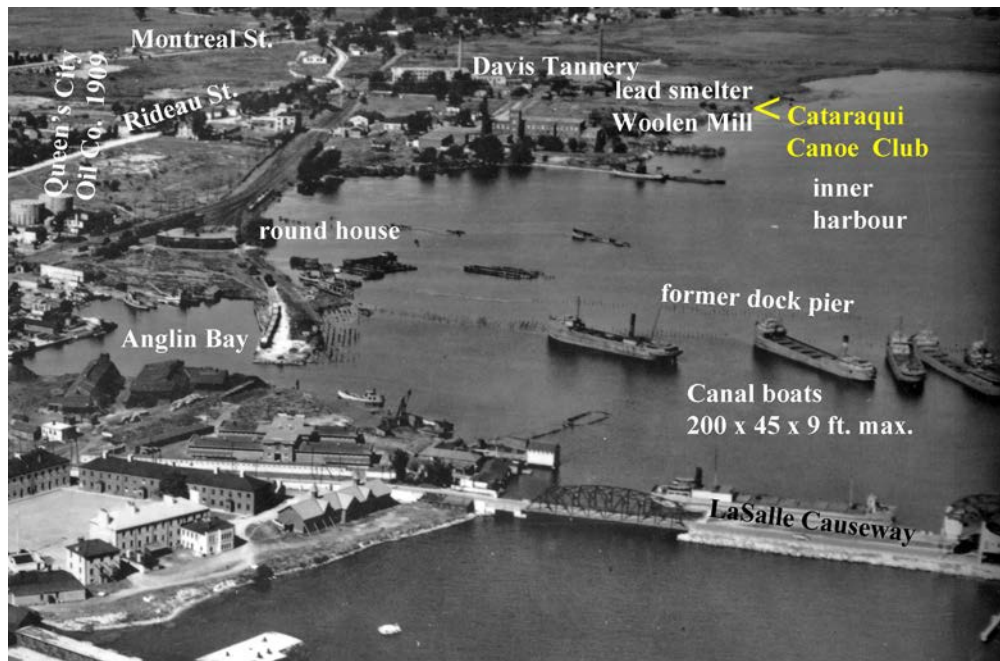 Montreal St.
Queen's City
Oil Co. 1909
Rideau St.
Davis Tannery
lead smelter
Woolen Mill
< Cataraqui
Canoe Club
inner
harbour
round house
former dock pier
Anglin Bay
Canal boats
200 x 45 x 9 ft. max.
LaSalle Causeway